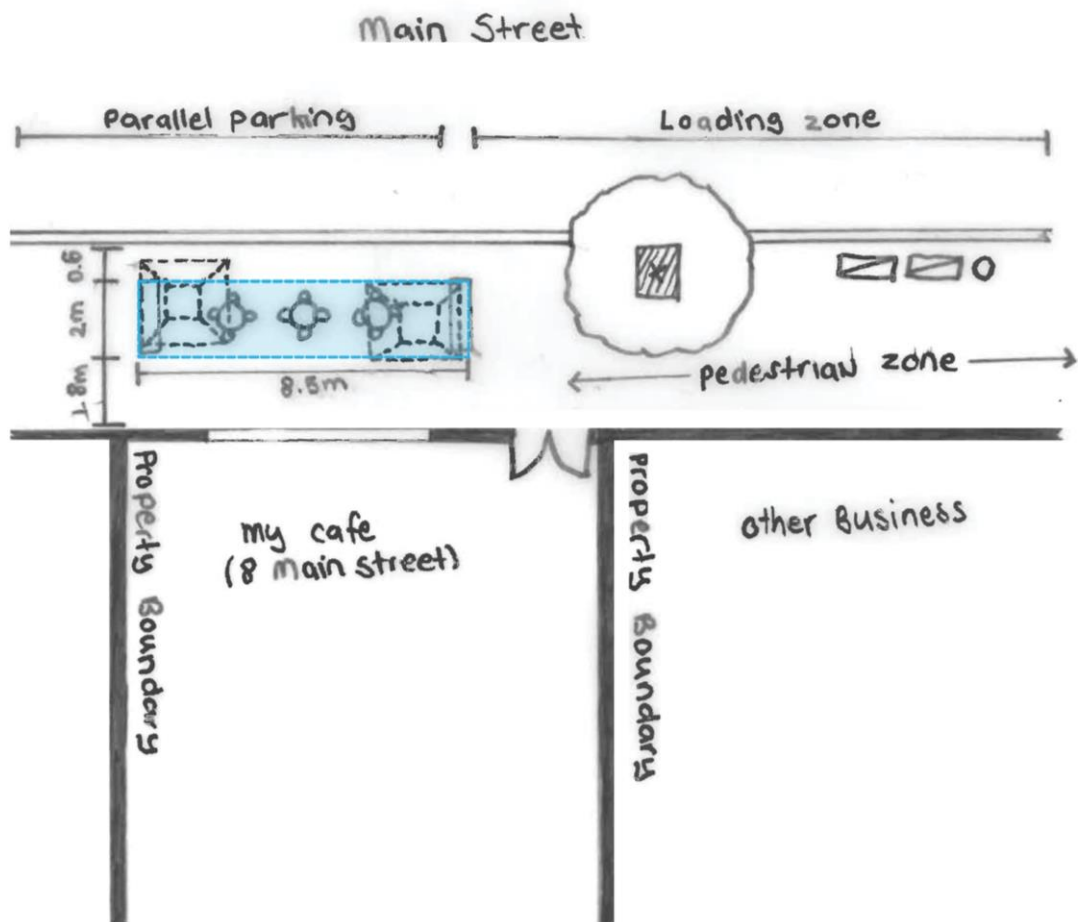 Main Street
Parallel parking
Loading zone
0.6
2m
1.8m
8.5m
pedestrian zone
Property Boundary
my cafe
(8 Main street)
property Boundary
other Business